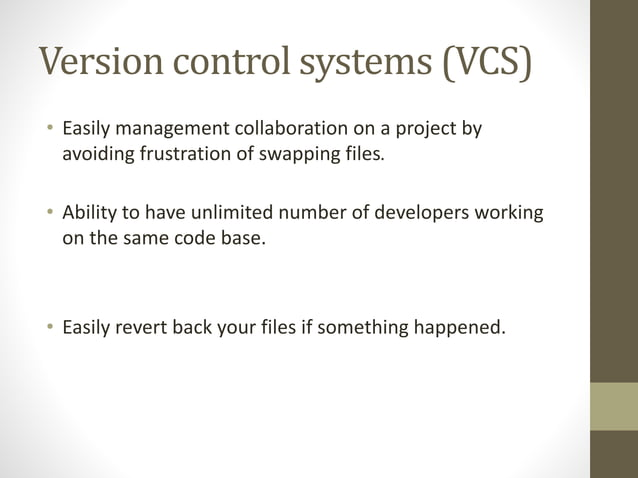 Version control systems (VCS)
• Easily management collaboration on a project by
avoiding frustration of swapping files.
• Ability to have unlimited number of developers working
on the same code base.
• Easily revert back your files if something happened.